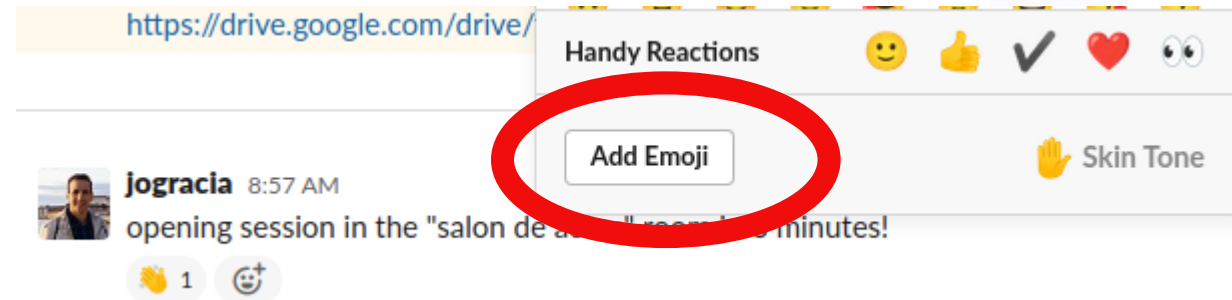 https://drive.google.com/drive/
Handy Reactions
Add Emoji
Skin Tone
jogracia 8:57 AM
opening session in the "salon de minutes!
1